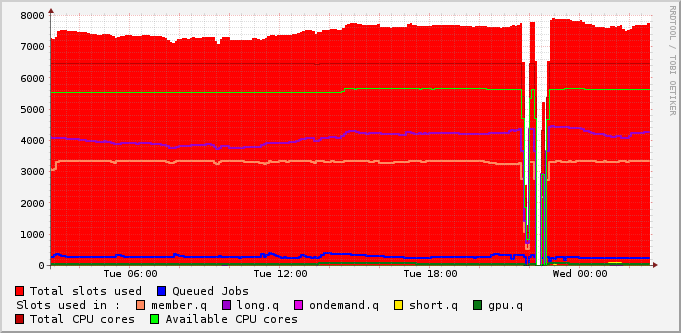 8000
7000
6000
5000
4000
3000
2000
1000
0
Tue 06:00 Tue 12:00 Tue 18:00 Wed 00:00
Total slots used Queued Jobs
Slots used in : member.q long.q ondemand.q short.q gpu.q
Total CPU cores Available CPU cores
RRDTOOL / TOBI OETIKER